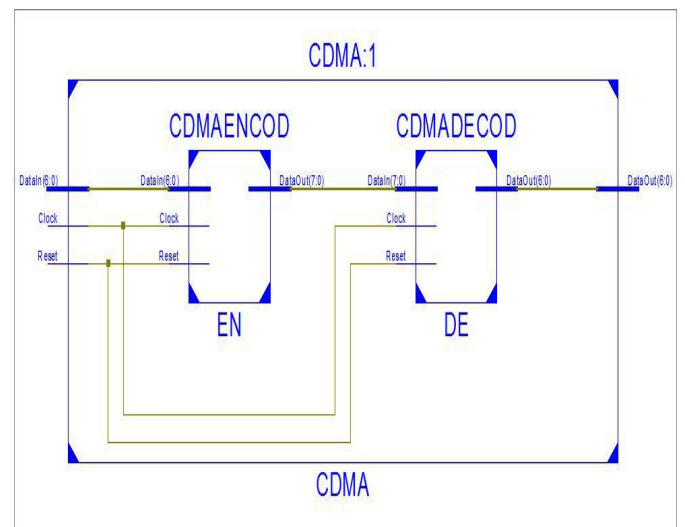 CDMA:1
CDMAENCOD CDMADECOD
DataIn(6:0) DataIn(6:0) DataOut(7:0) DataIn(7:0) DataOut(6:0) DataOut(6:0)
Clock Clock Clock
Reset Reset Reset
EN DE
CDMA